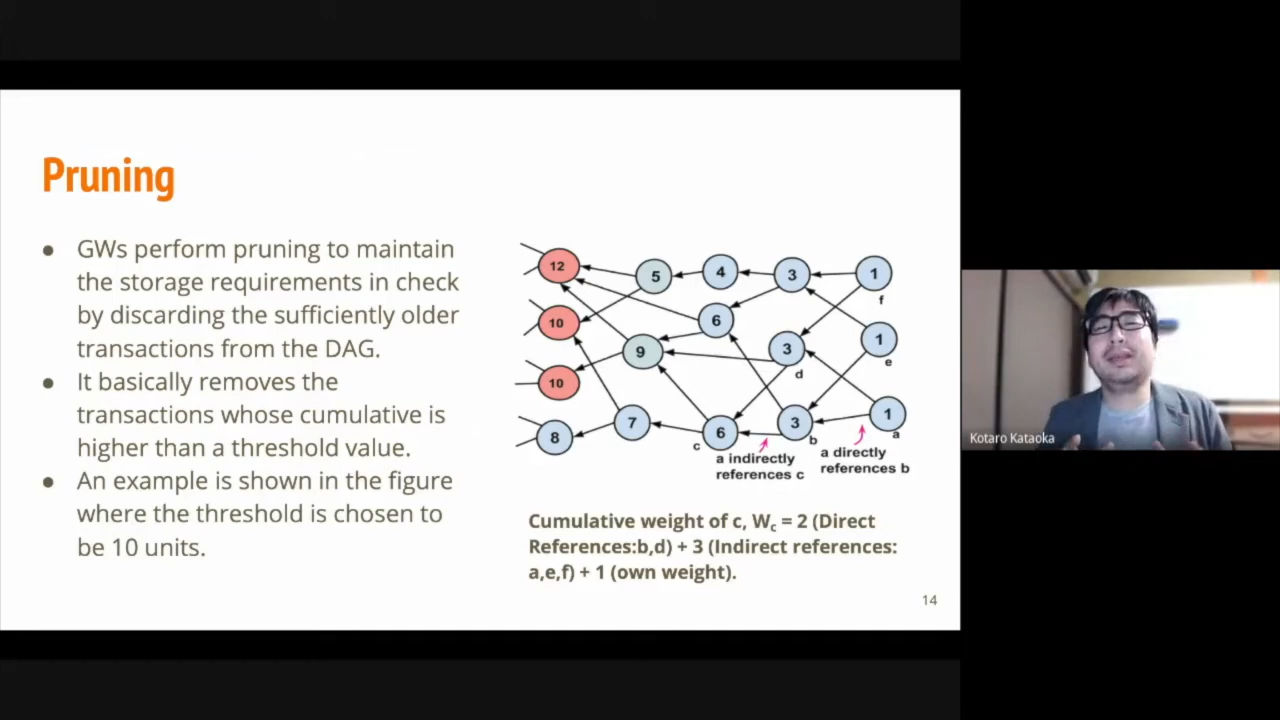 Pruning
● GWs perform pruning to maintain
the storage requirements in check
by discarding the sufficiently older
transactions from the DAG.
● It basically removes the
transactions whose cumulative is
higher than a threshold value.
● An example is shown in the figure
where the threshold is chosen to
be 10 units.
12
5
4
3
1
f
10
6
1
e
9
3
d
10
8
7
6
c
3
b
1
a
a indirectly
references c
a directly
references b
Cumulative weight of c, Wc = 2 (Direct
References:b,d) + 3 (Indirect references:
a,e,f) + 1 (own weight).
14
Kotaro Kataoka